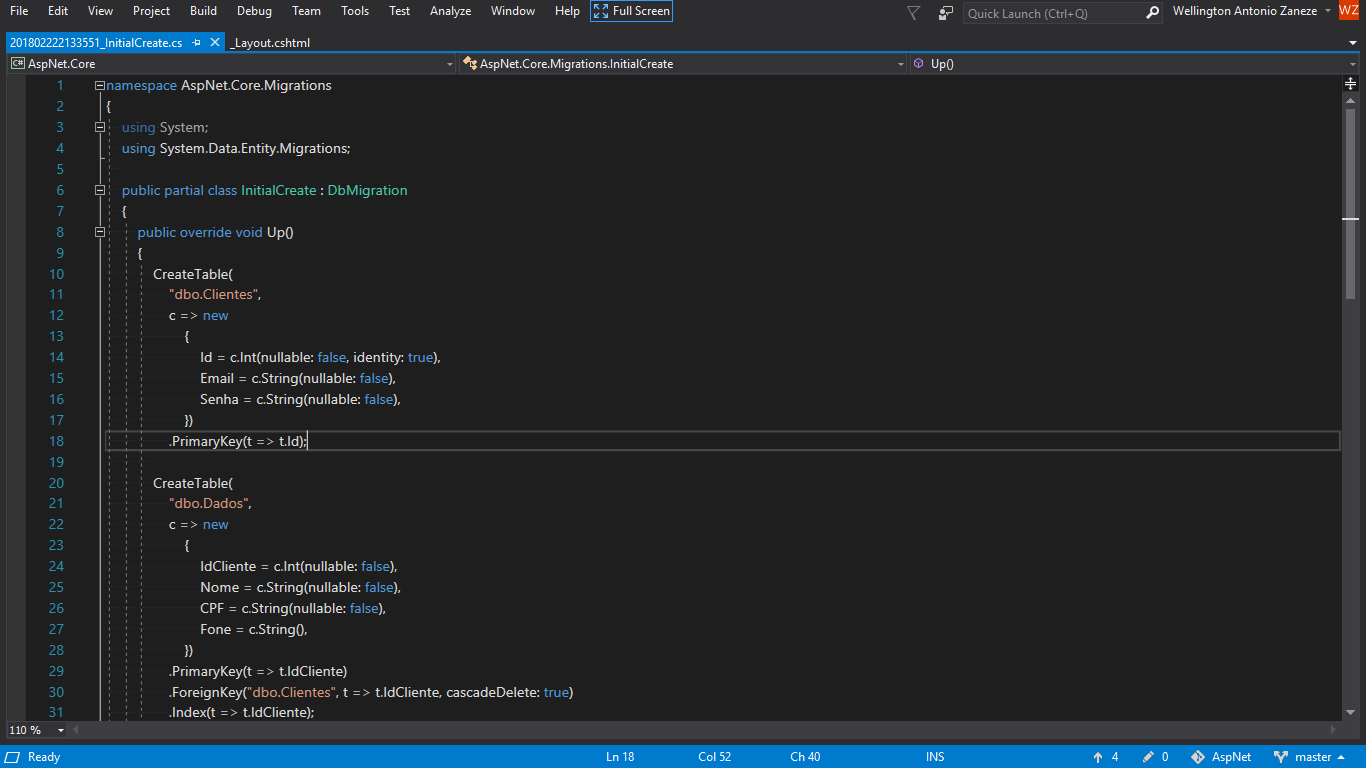 File Edit View Project Build Debug Team Tools Test Analyze Window Help Full Screen Quick Launch (Ctrl+Q) Wellington Antonio Zaneze WZ
201802222133551_InitialCreate.cs _Layout.cshtml
C# AspNet.Core AspNet.Core.Migrations.InitialCreate Up()
1 namespace AspNet.Core.Migrations
2 {
3 using System;
4 using System.Data.Entity.Migrations;
5
6 public partial class InitialCreate : DbMigration
7 {
8 public override void Up()
9 {
10 CreateTable(
11 "dbo.Clientes",
12 c => new
13 {
14 Id = c.Int(nullable: false, identity: true),
15 Email = c.String(nullable: false),
16 Senha = c.String(nullable: false),
17 })
18 .PrimaryKey(t => t.Id);
19
20 CreateTable(
21 "dbo.Dados",
22 c => new
23 {
24 IdCliente = c.Int(nullable: false),
25 Nome = c.String(nullable: false),
26 CPF = c.String(nullable: false),
27 Fone = c.String(),
28 })
29 .PrimaryKey(t => t.IdCliente)
30 .ForeignKey("dbo.Clientes", t => t.IdCliente, cascadeDelete: true)
31 .Index(t => t.IdCliente);
110 %
Ready Ln 18 Col 52 Ch 40 INS 4 0 AspNet master